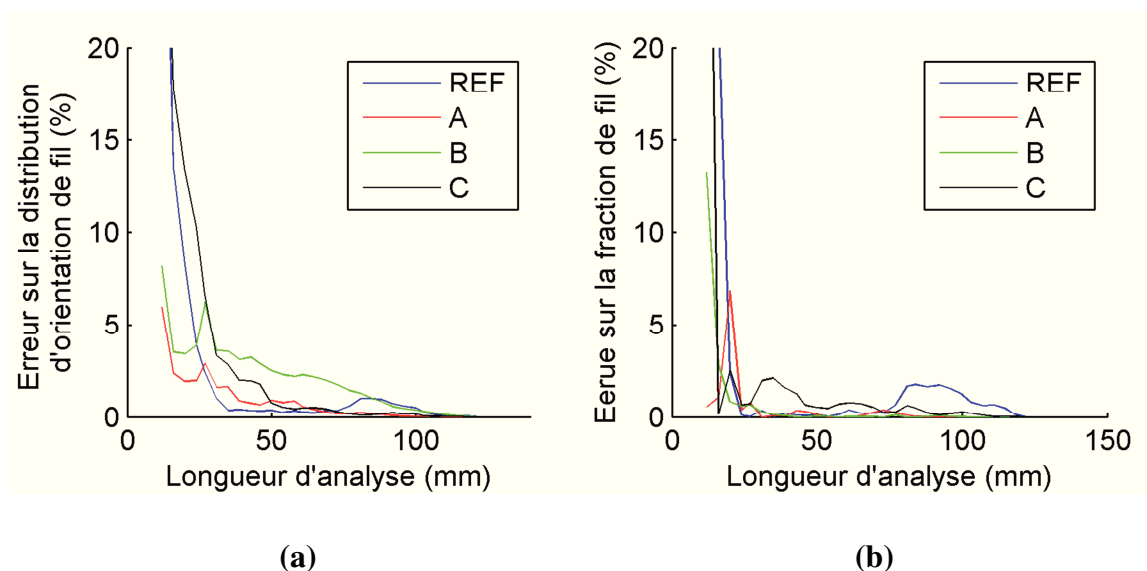 Erreur sur la distribution
d'orientation de fil (%)
20
15
10
5
0
0
50
100
Longueur d'analyse (mm)
REF
A
B
C
(a)
Eerue sur la fraction de fil (%)
20
15
10
5
0
0
50
100
150
Longueur d'analyse (mm)
REF
A
B
C
(b)